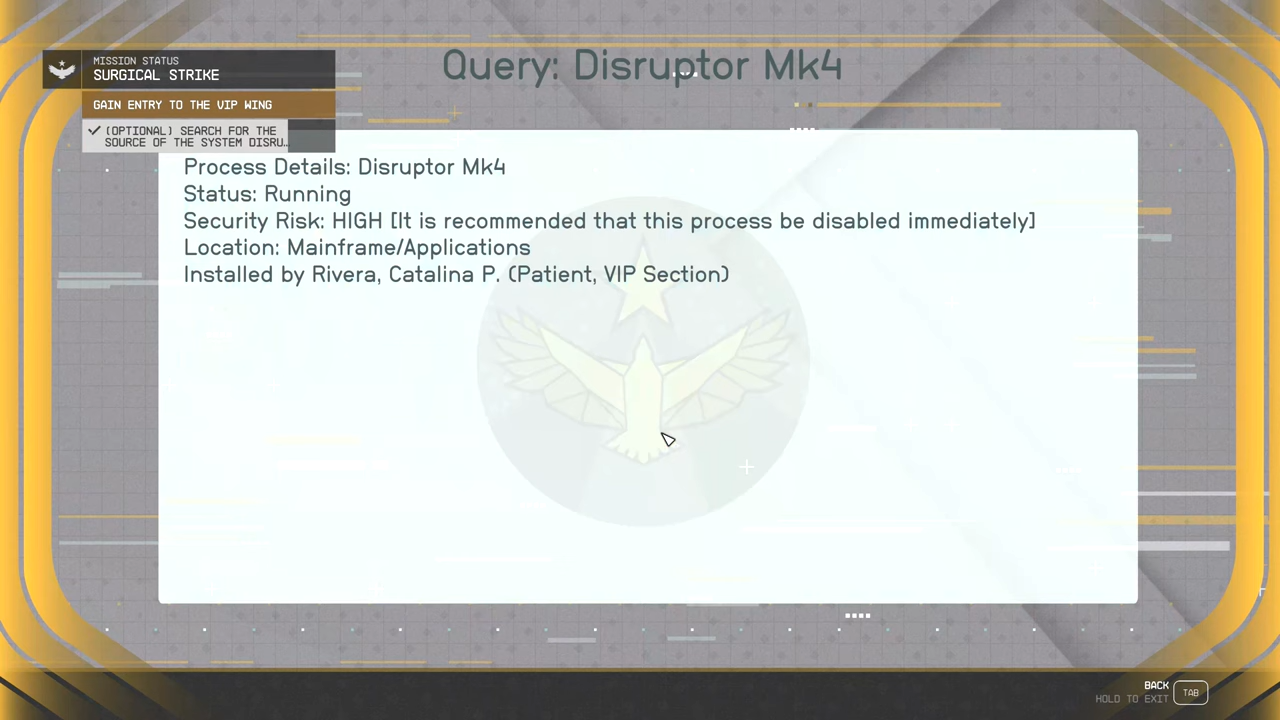 Query: Disruptor Mk4
MISSION STATUS
SURGICAL STRIKE
GAIN ENTRY TO THE VIP WING
(OPTIONAL) SEARCH FOR THE
SOURCE OF THE SYSTEM DISRU...
Process Details: Disruptor Mk4
Status: Running
Security Risk: HIGH [It is recommended that this process be disabled immediately]
Location: Mainframe/Applications
Installed by Rivera, Catalina P. (Patient, VIP Section)
BACK
HOLD TO EXIT
TAB